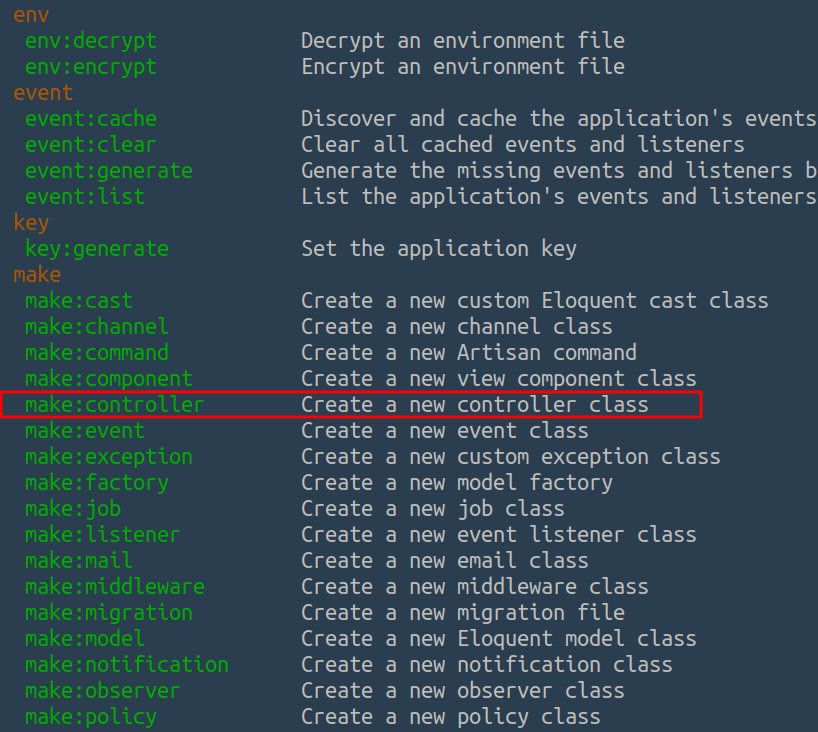 env
env:decrypt Decrypt an environment file
env:encrypt Encrypt an environment file
event
event:cache Discover and cache the application's events
event:clear Clear all cached events and listeners
event:generate Generate the missing events and listeners b
event:list List the application's events and listeners
key
key:generate Set the application key
make
make:cast Create a new custom Eloquent cast class
make:channel Create a new channel class
make:command Create a new Artisan command
make:component Create a new view component class
make:controller Create a new controller class
make:event Create a new event class
make:exception Create a new custom exception class
make:factory Create a new model factory
make:job Create a new job class
make:listener Create a new event listener class
make:mail Create a new email class
make:middleware Create a new middleware class
make:migration Create a new migration file
make:model Create a new Eloquent model class
make:notification Create a new notification class
make:observer Create a new observer class
make:policy Create a new policy class